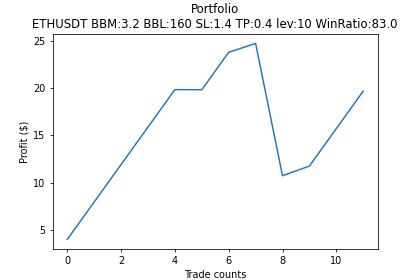 Portfolio
ETHUSDT BBM:3.2 BBL:160 SL:1.4 TP:0.4 lev:10 WinRatio:83.0
25
20
15
10
5
Profit ($)
0 2 4 6 8 10
Trade counts